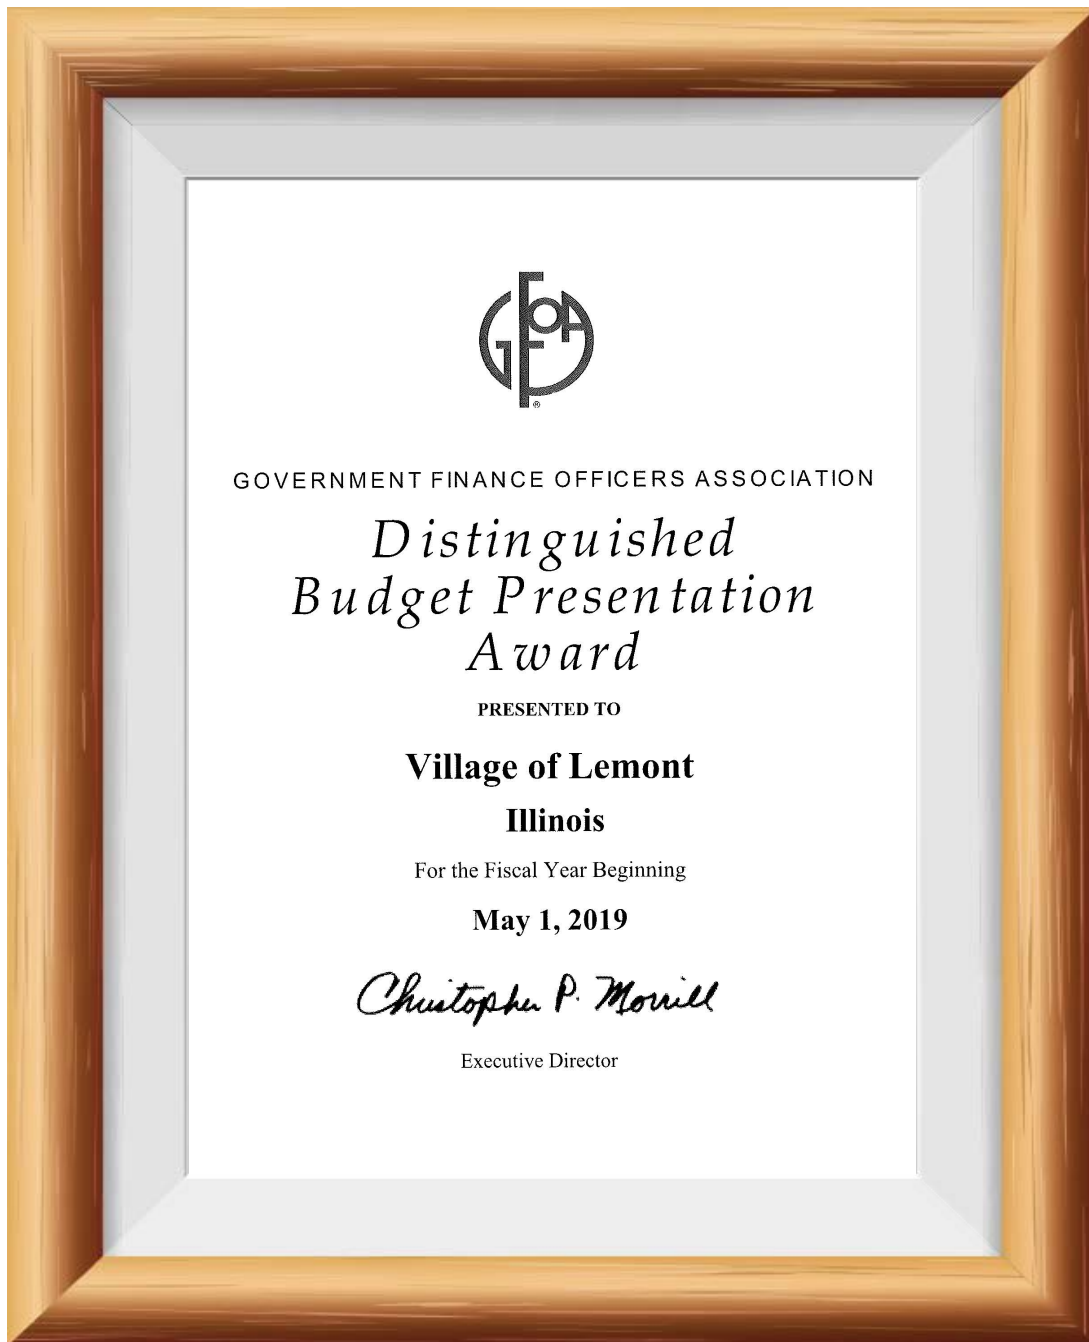 GFOA
®
GOVERNMENT FINANCE OFFICERS ASSOCIATION
Distinguished
Budget Presentation
Award
PRESENTED TO
Village of Lemont
Illinois
For the Fiscal Year Beginning
May 1, 2019
Christopher P. Morrill
Executive Director